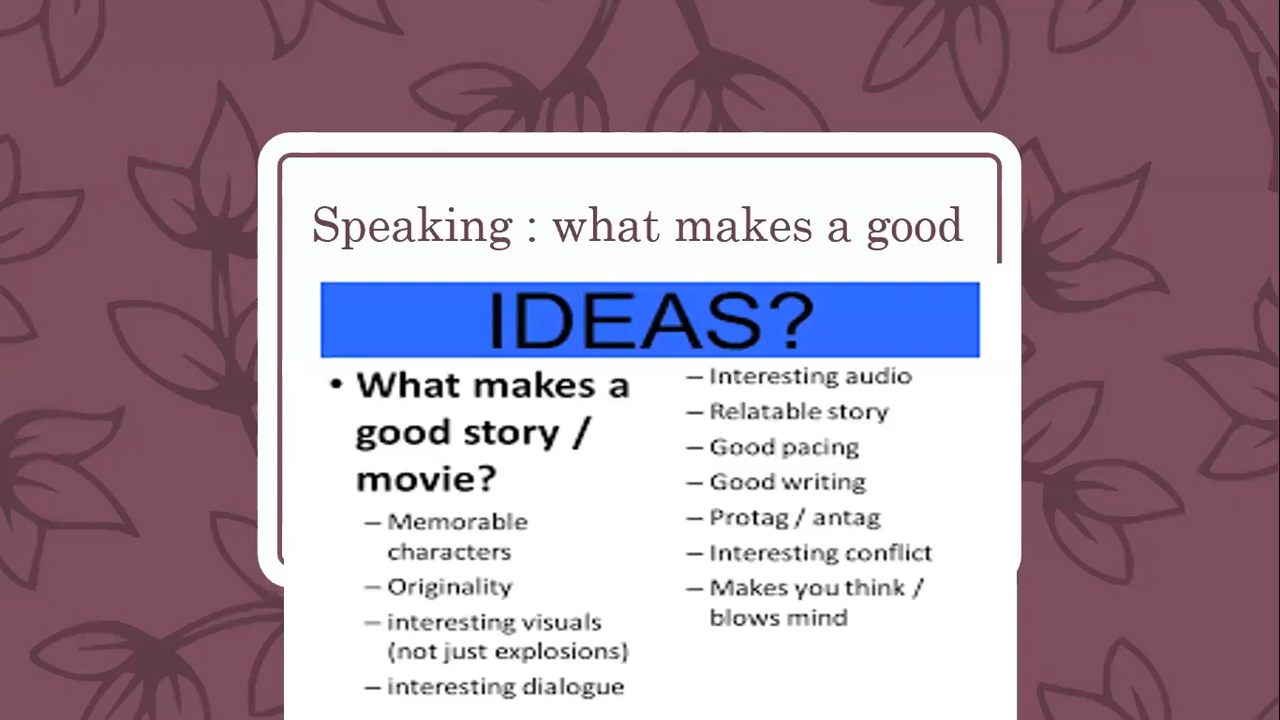 Speaking : what makes a good
IDEAS?
• What makes a
good story /
movie?
– Memorable
characters
– Originality
– interesting visuals
(not just explosions)
– interesting dialogue
– Interesting audio
– Relatable story
– Good pacing
– Good writing
– Protag / antag
– Interesting conflict
– Makes you think /
blows mind